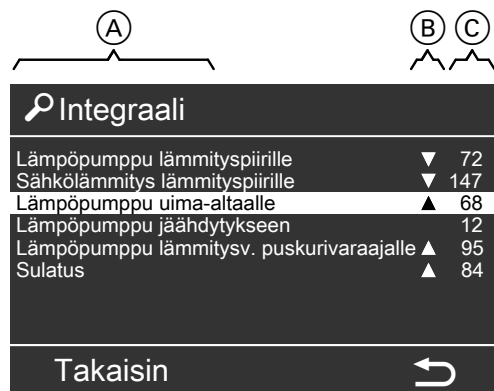 A B C
Integraali
Lämpöpumppu lämmityspiirille ▼ 72
Sähkölämmitys lämmityspiirille ▼ 147
Lämpöpumppu uima-altaalle ▲ 68
Lämpöpumppu jäähdytykseen 12
Lämpöpumppu lämmitysv. puskurivaraajalle ▲ 95
Sulatus ▲ 84
Takaisin